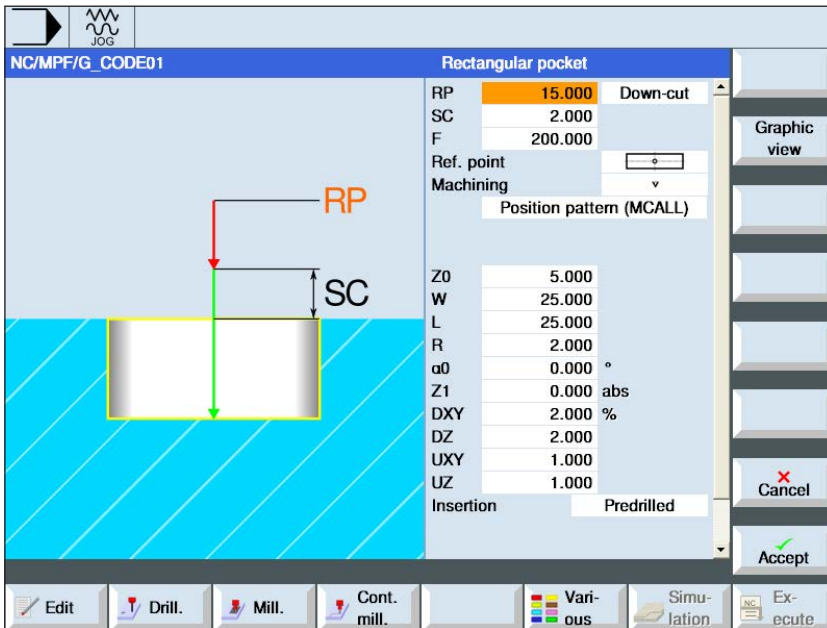 JOG
NC/MPF/G_CODE01
Rectangular pocket
RP 15.000 Down-cut
SC 2.000
F 200.000
Ref. point
Machining
Position pattern (MCALL)
Z0 5.000
W 25.000
L 25.000
R 2.000
α0 0.000 °
Z1 0.000 abs
DXY 2.000 %
DZ 2.000
UXY 1.000
UZ 1.000
Insertion Predrilled
RP
SC
Graphic
view
Cancel
Accept
Edit
Drill.
Mill.
Cont.
mill.
Vari-
ous
Simu-
lation
NC
Ex-
ecute